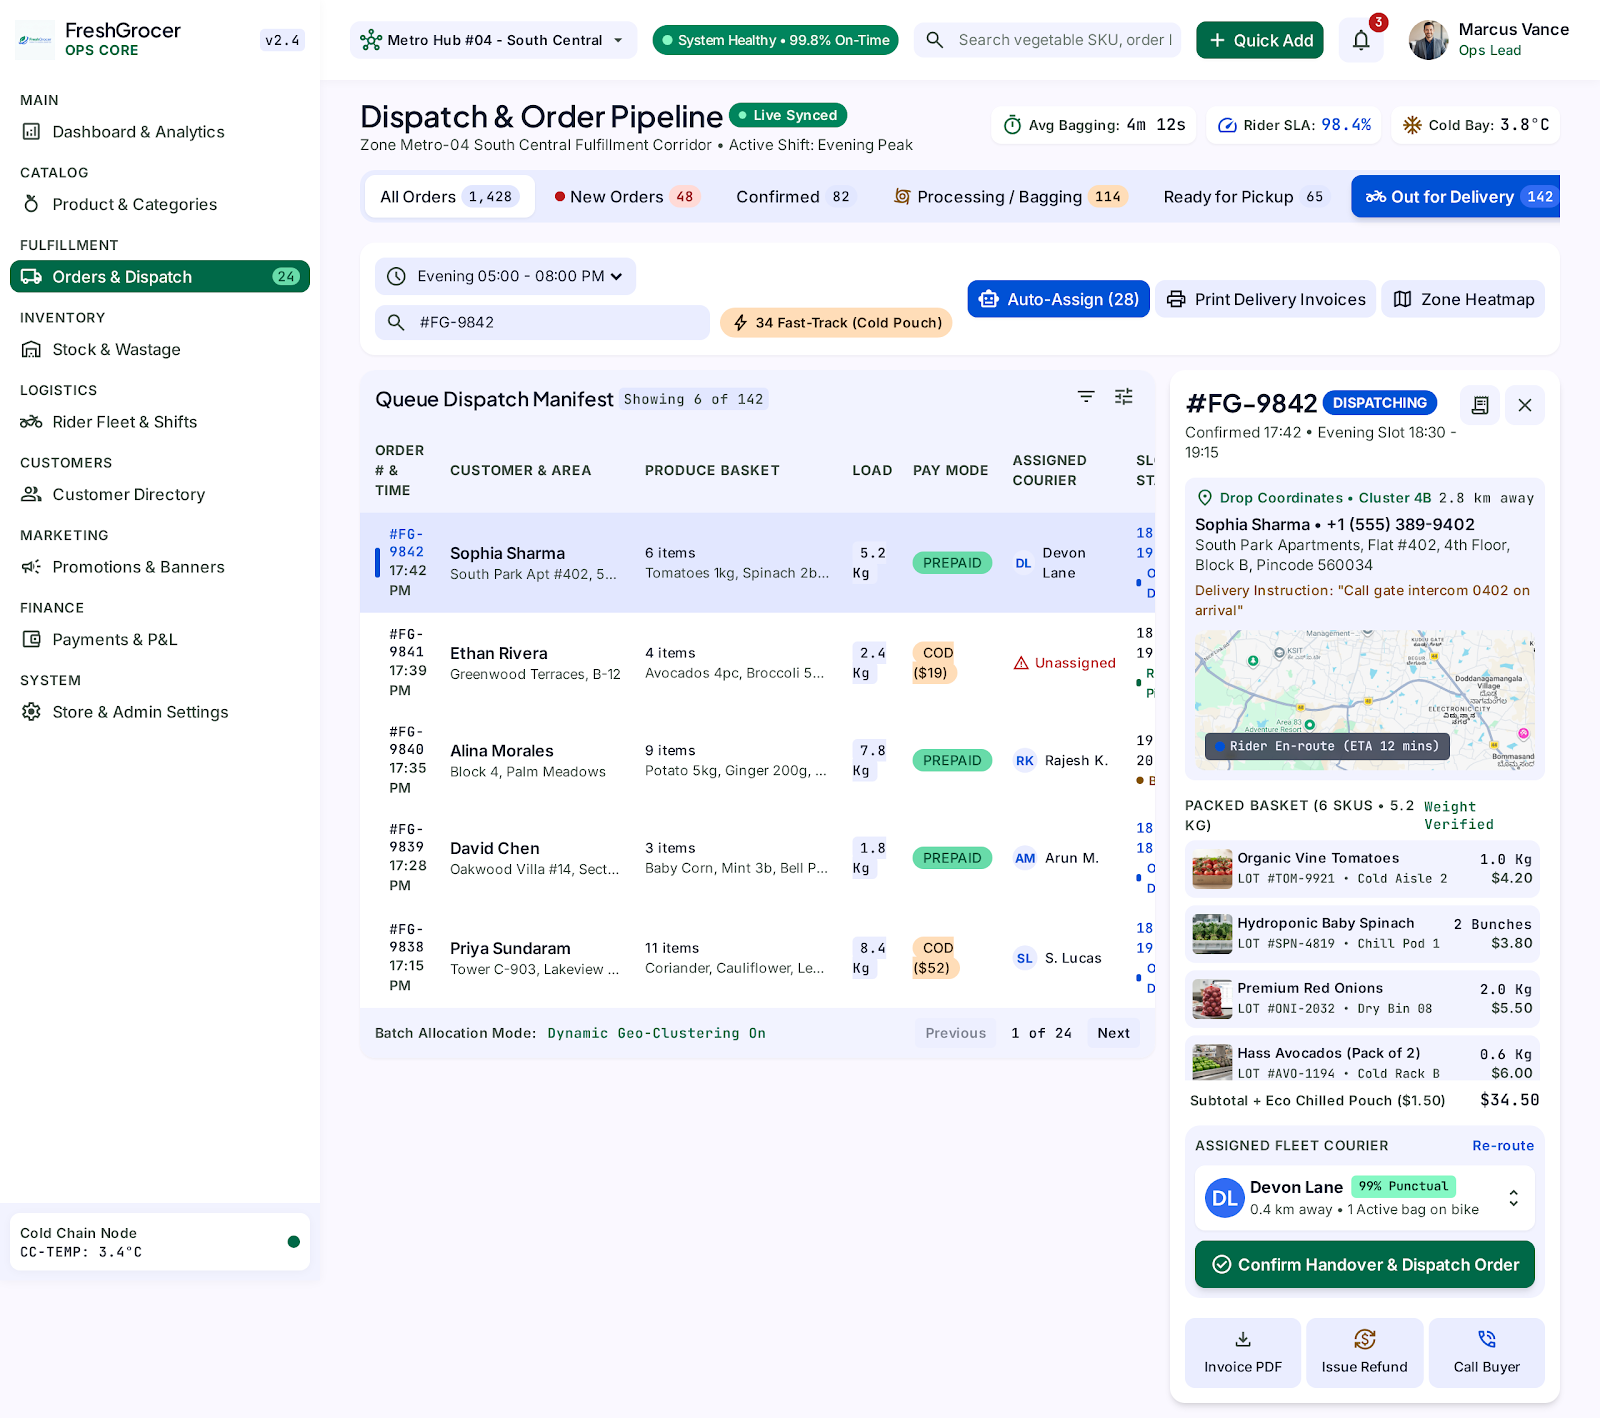 FreshGrocer
OPS CORE
v2.4
MAIN
Dashboard & Analytics
CATALOG
Product & Categories
FULFILLMENT
Orders & Dispatch 24
INVENTORY
Stock & Wastage
LOGISTICS
Rider Fleet & Shifts
CUSTOMERS
Customer Directory
MARKETING
Promotions & Banners
FINANCE
Payments & P&L
SYSTEM
Store & Admin Settings
Cold Chain Node
CC-TEMP: 3.4°C
Metro Hub #04 - South Central
System Healthy • 99.8% On-Time
Search vegetable SKU, order I
Quick Add
3
Marcus Vance
Ops Lead
Dispatch & Order Pipeline
Live Synced
Zone Metro-04 South Central Fulfillment Corridor • Active Shift: Evening Peak
Avg Bagging: 4m 12s
Rider SLA: 98.4%
Cold Bay: 3.8°C
All Orders 1,428
New Orders 48
Confirmed 82
Processing / Bagging 114
Ready for Pickup 65
Out for Delivery 142
Evening 05:00 - 08:00 PM
#FG-9842
34 Fast-Track (Cold Pouch)
Auto-Assign (28)
Print Delivery Invoices
Zone Heatmap
Queue Dispatch Manifest
Showing 6 of 142
ORDER # & TIME
CUSTOMER & AREA
PRODUCE BASKET
LOAD
PAY MODE
ASSIGNED COURIER
#FG-9842
17:42 PM
Sophia Sharma
South Park Apt #402, 5...
6 items
Tomatoes 1kg, Spinach 2b...
5.2 Kg
PREPAID
DL
Devon Lane
18
19
O
D
#FG-9841
17:39 PM
Ethan Rivera
Greenwood Terraces, B-12
4 items
Avocados 4pc, Broccoli 5...
2.4 Kg
COD ($19)
Unassigned
18
19
R
#FG-9840
17:35 PM
Alina Morales
Block 4, Palm Meadows
9 items
Potato 5kg, Ginger 200g, ...
7.8 Kg
PREPAID
RK
Rajesh K.
19
20
B
#FG-9839
17:28 PM
David Chen
Oakwood Villa #14, Sect...
3 items
Baby Corn, Mint 3b, Bell P...
1.8 Kg
PREPAID
AM
Arun M.
18
18
O
D
#FG-9838
17:15 PM
Priya Sundaram
Tower C-903, Lakeview ...
11 items
Coriander, Cauliflower, Le...
8.4 Kg
COD ($52)
SL
S. Lucas
18
19
O
D
Batch Allocation Mode: Dynamic Geo-Clustering On
Previous
1 of 24
Next
#FG-9842
DISPATCHING
Confirmed 17:42 • Evening Slot 18:30 -
19:15
Drop Coordinates • Cluster 4B
2.8 km away
Sophia Sharma • +1 (555) 389-9402
South Park Apartments, Flat #402, 4th Floor,
Block B, Pincode 560034
Delivery Instruction: "Call gate intercom 0402 on
arrival"
Management-...
KSIT
Doddanagamangala
Village
ELECTRONIC CITY
Area 83
Adventure Resort
Bommasand
Rider En-route (ETA 12 mins)
PACKED BASKET (6 SKUS • 5.2
KG)
Weight
Verified
Organic Vine Tomatoes
1.0 Kg
LOT #TOM-9921 • Cold Aisle 2
$4.20
Hydroponic Baby Spinach
2 Bunches
LOT #SPN-4819 • Chill Pod 1
$3.80
Premium Red Onions
2.0 Kg
LOT #ONI-2032 • Dry Bin 08
$5.50
Hass Avocados (Pack of 2)
0.6 Kg
LOT #AVO-1194 • Cold Rack B
$6.00
Subtotal + Eco Chilled Pouch ($1.50)
$34.50
ASSIGNED FLEET COURIER
Re-route
DL
Devon Lane
99% Punctual
0.4 km away • 1 Active bag on bike
Confirm Handover & Dispatch Order
Invoice PDF
Issue Refund
Call Buyer